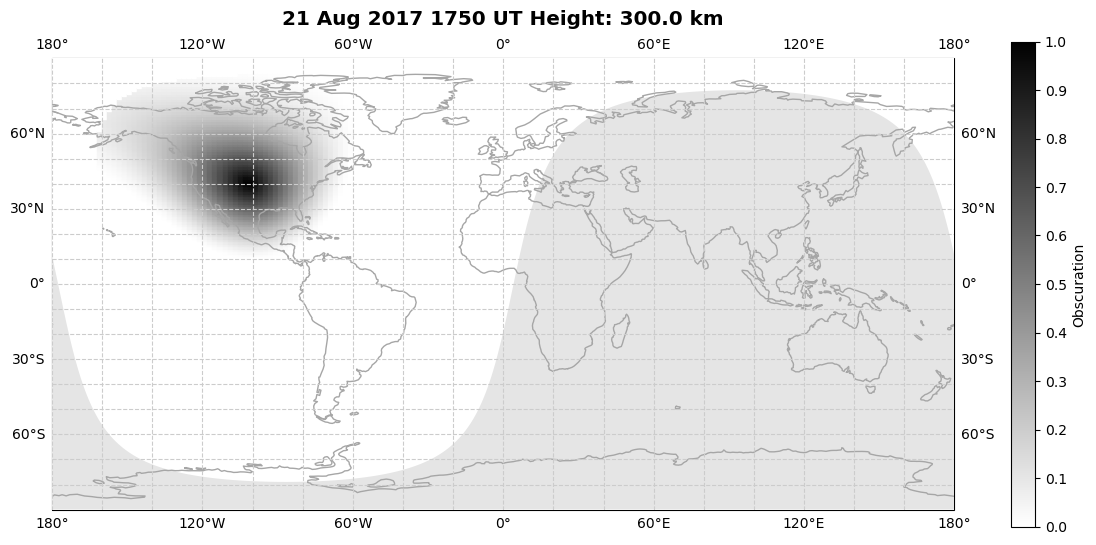 21 Aug 2017 1750 UT Height: 300.0 km
180° 120°W 60°W 0° 60°E 120°E 180°
60°N 60°N
30°N 30°N
0° 0°
30°S 30°S
60°S 60°S
180° 120°W 60°W 0° 60°E 120°E 180°
1.0
0.9
0.8
0.7
0.6
0.5
0.4
0.3
0.2
0.1
0.0
Obscuration